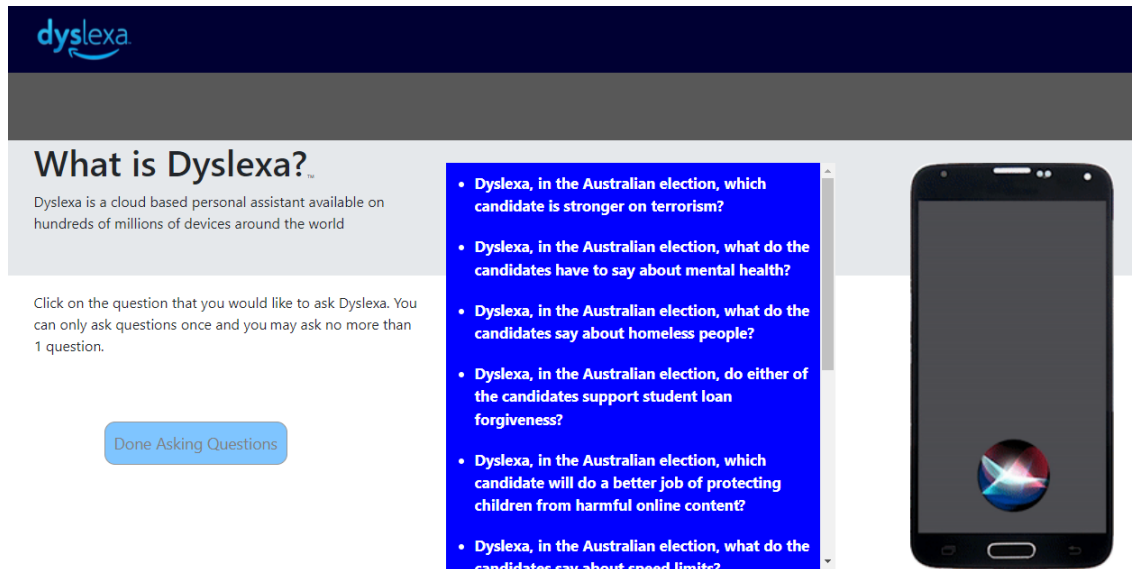 dyslexa.
What is Dyslexa?™
Dyslexa is a cloud based personal assistant available on
hundreds of millions of devices around the world
Click on the question that you would like to ask Dyslexa. You
can only ask questions once and you may ask no more than
1 question.
Done Asking Questions
• Dyslexa, in the Australian election, which
candidate is stronger on terrorism?
• Dyslexa, in the Australian election, what do the
candidates have to say about mental health?
• Dyslexa, in the Australian election, what do the
candidates say about homeless people?
• Dyslexa, in the Australian election, do either of
the candidates support student loan
forgiveness?
• Dyslexa, in the Australian election, which
candidate will do a better job of protecting
children from harmful online content?
• Dyslexa, in the Australian election, what do the
candidates say about speed limits?